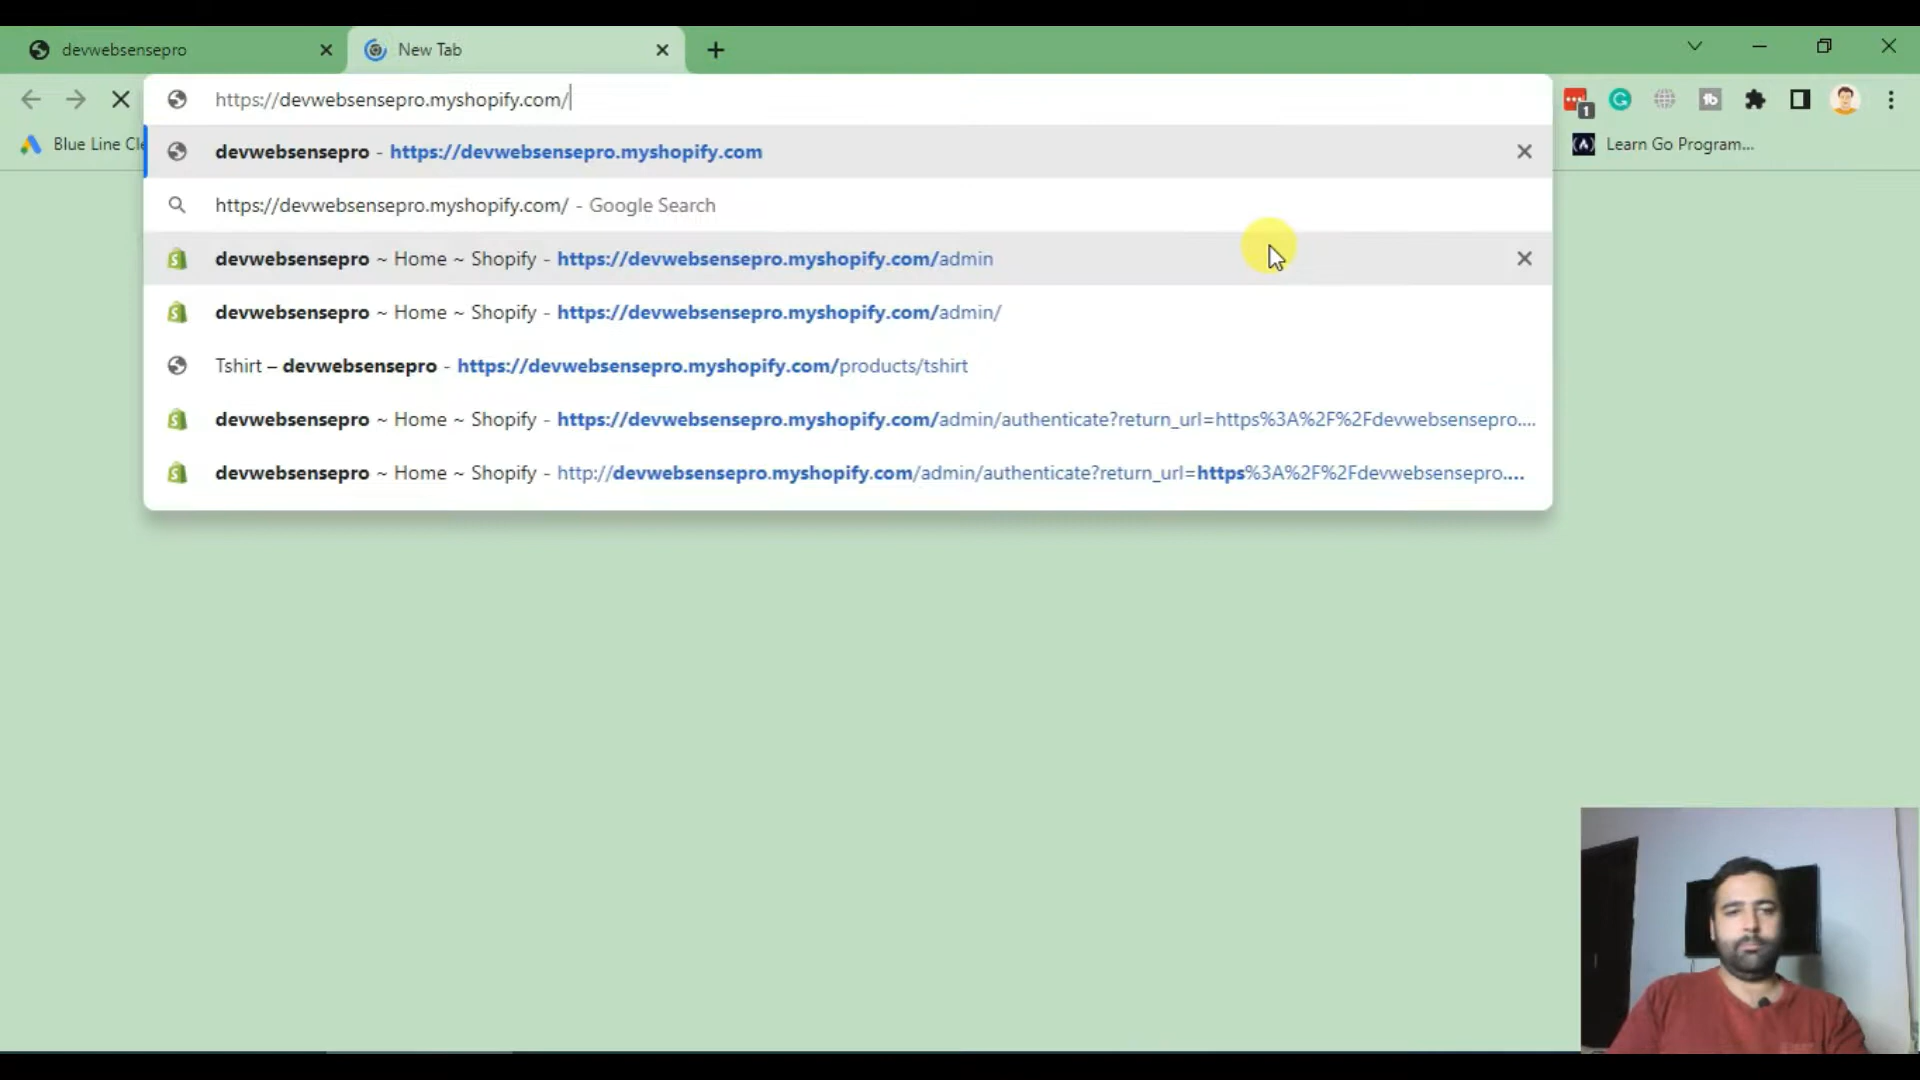 devwebsensepro
New Tab
https://devwebsensepro.myshopify.com/
1
tb
Blue Line Cle
devwebsensepro - https://devwebsensepro.myshopify.com
Learn Go Program...
https://devwebsensepro.myshopify.com/ - Google Search
devwebsensepro ~ Home ~ Shopify - https://devwebsensepro.myshopify.com/admin
devwebsensepro ~ Home ~ Shopify - https://devwebsensepro.myshopify.com/admin/
Tshirt – devwebsensepro - https://devwebsensepro.myshopify.com/products/tshirt
devwebsensepro ~ Home ~ Shopify - https://devwebsensepro.myshopify.com/admin/authenticate?return_url=https%3A%2F%2Fdevwebsensepro....
devwebsensepro ~ Home ~ Shopify - http://devwebsensepro.myshopify.com/admin/authenticate?return_url=https%3A%2F%2Fdevwebsensepro....